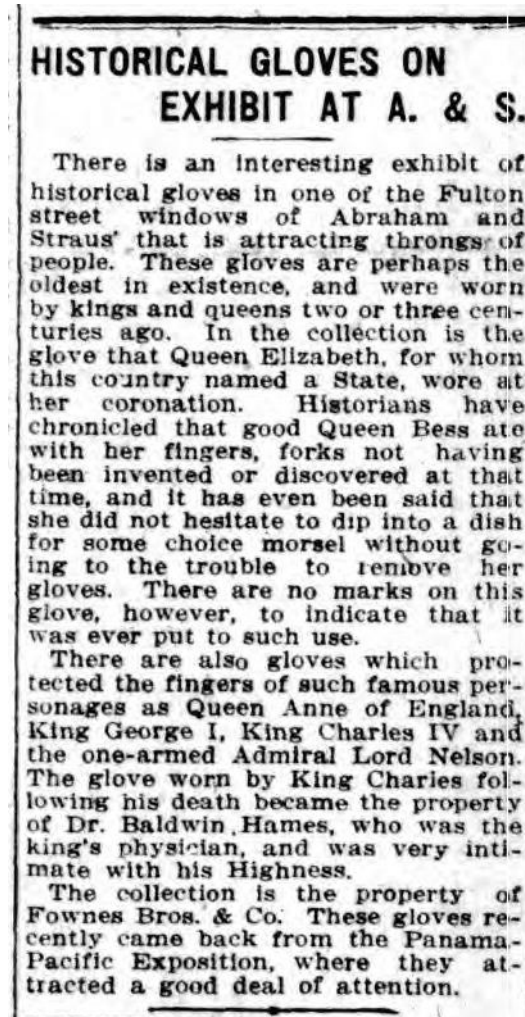 HISTORICAL GLOVES ON
EXHIBIT AT A. & S.
There is an interesting exhibit of
historical gloves in one of the Fulton
street windows of Abraham and
Straus' that is attracting throngs of
people. These gloves are perhaps the
oldest in existence, and were worn
by kings and queens two or three cen-
turies ago. In the collection is the
glove that Queen Elizabeth, for whom
this country named a State, wore at
her coronation. Historians have
chronicled that good Queen Bess ate
with her fingers, forks not having
been invented or discovered at that
time, and it has even been said that
she did not hesitate to dip into a dish
for some choice morsel without go-
ing to the trouble to remove her
gloves. There are no marks on this
glove, however, to indicate that it
was ever put to such use.
There are also gloves which pro-
tected the fingers of such famous per-
sonages as Queen Anne of England,
King George I, King Charles IV and
the one-armed Admiral Lord Nelson.
The glove worn by King Charles fol-
lowing his death became the property
of Dr. Baldwin Hames, who was the
king's physician, and was very inti-
mate with his Highness.
The collection is the property of
Fownes Bros. & Co. These gloves re-
cently came back from the Panama-
Pacific Exposition, where they at-
tracted a good deal of attention.